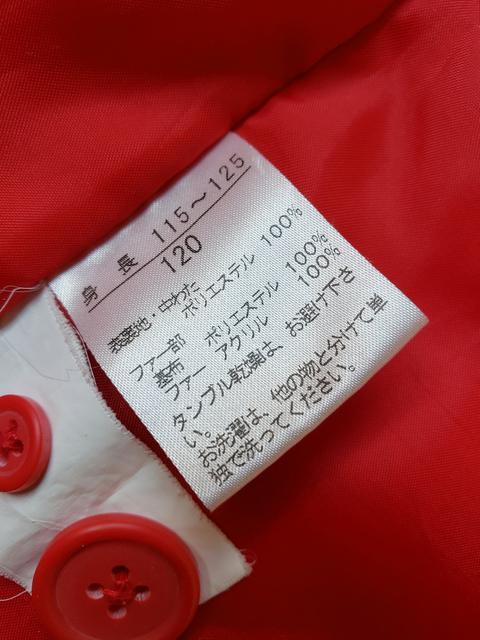 身長 115～125
120
表裏地・中わた
ポリエステル 100%
ファー部
基布 ポリエステル 100%
ファー アクリル 100%
タンブル乾燥は、お避け下さ
い。
お洗濯は、他の物と分けて単
独で洗ってください。